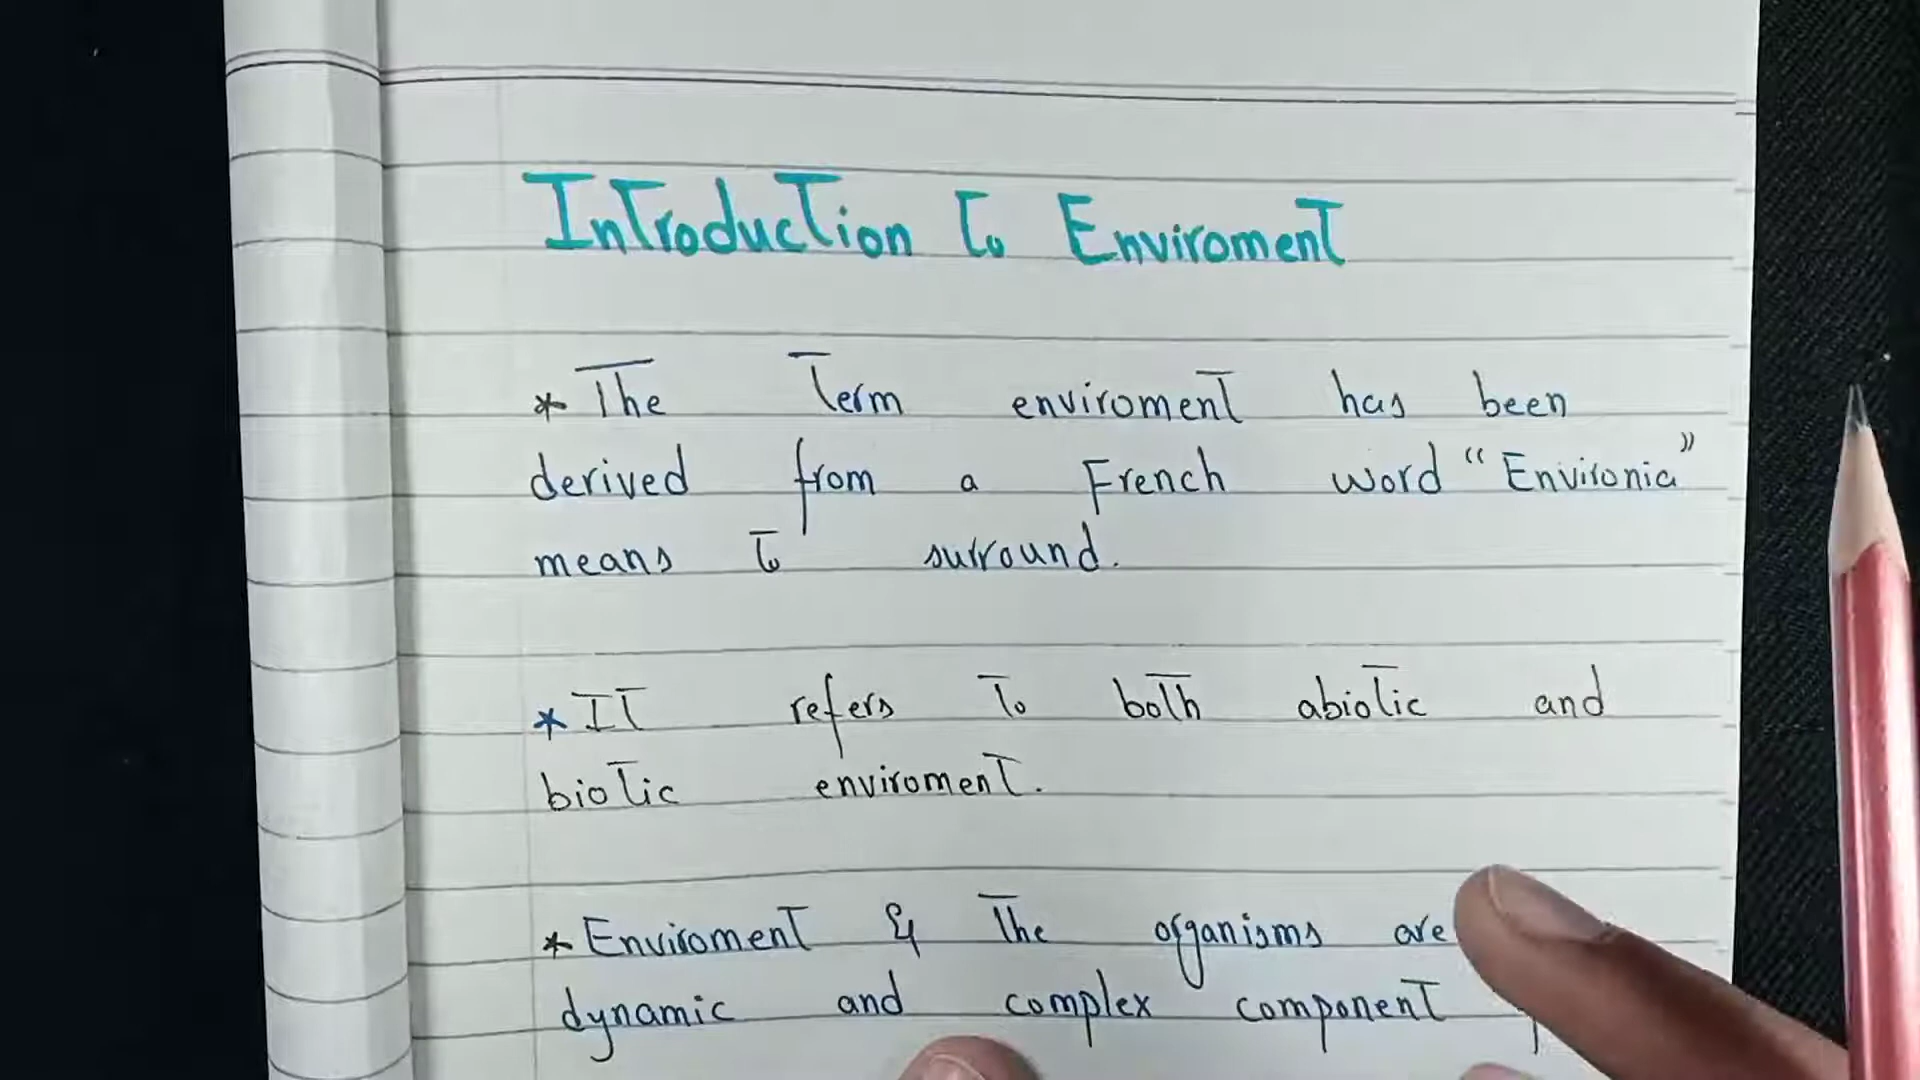 Introduction to Enviroment
* The term enviroment has been
derived from a French word "Environia"
means to surround.
* It refers to both abiotic and
biotic enviroment.
* Enviroment & the organisms are
dynamic and complex component